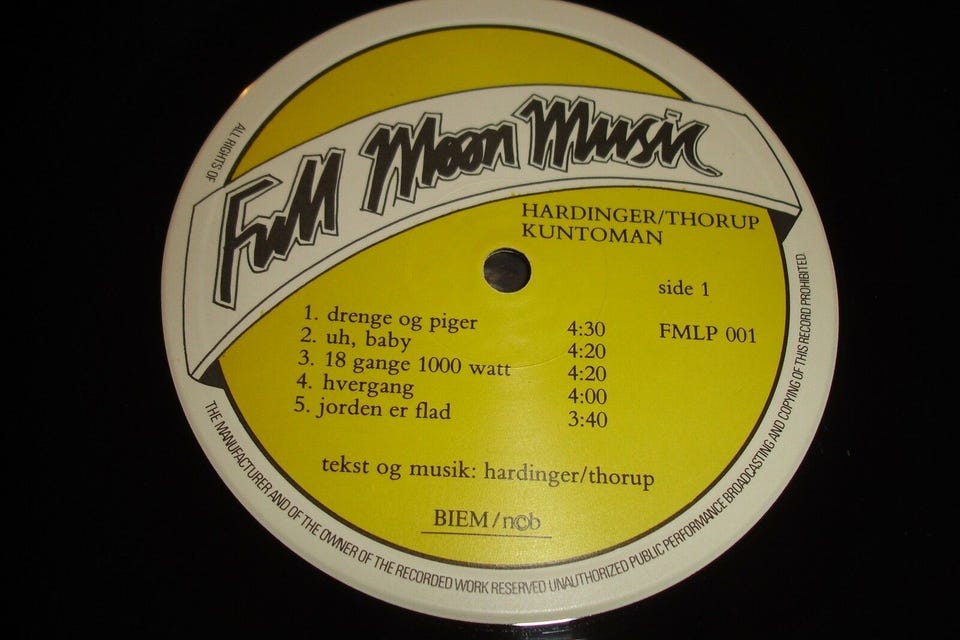 Full Moon Music
HARDINGER/THORUP
KUNTOMAN
side 1
FMLP 001
1. drenge og piger 4:30
2. uh, baby 4:20
3. 18 gange 1000 watt 4:20
4. hvergang 4:00
5. jorden er flad 3:40
tekst og musik: hardinger/thorup
BIEM/ncb
ALL RIGHTS OF
THE MANUFACTURER AND OF THE OWNER OF THE RECORDED WORK RESERVED UNAUTHORIZED PUBLIC PERFORMANCE BROADCASTING AND COPYING OF THIS RECORD PROHIBITED.